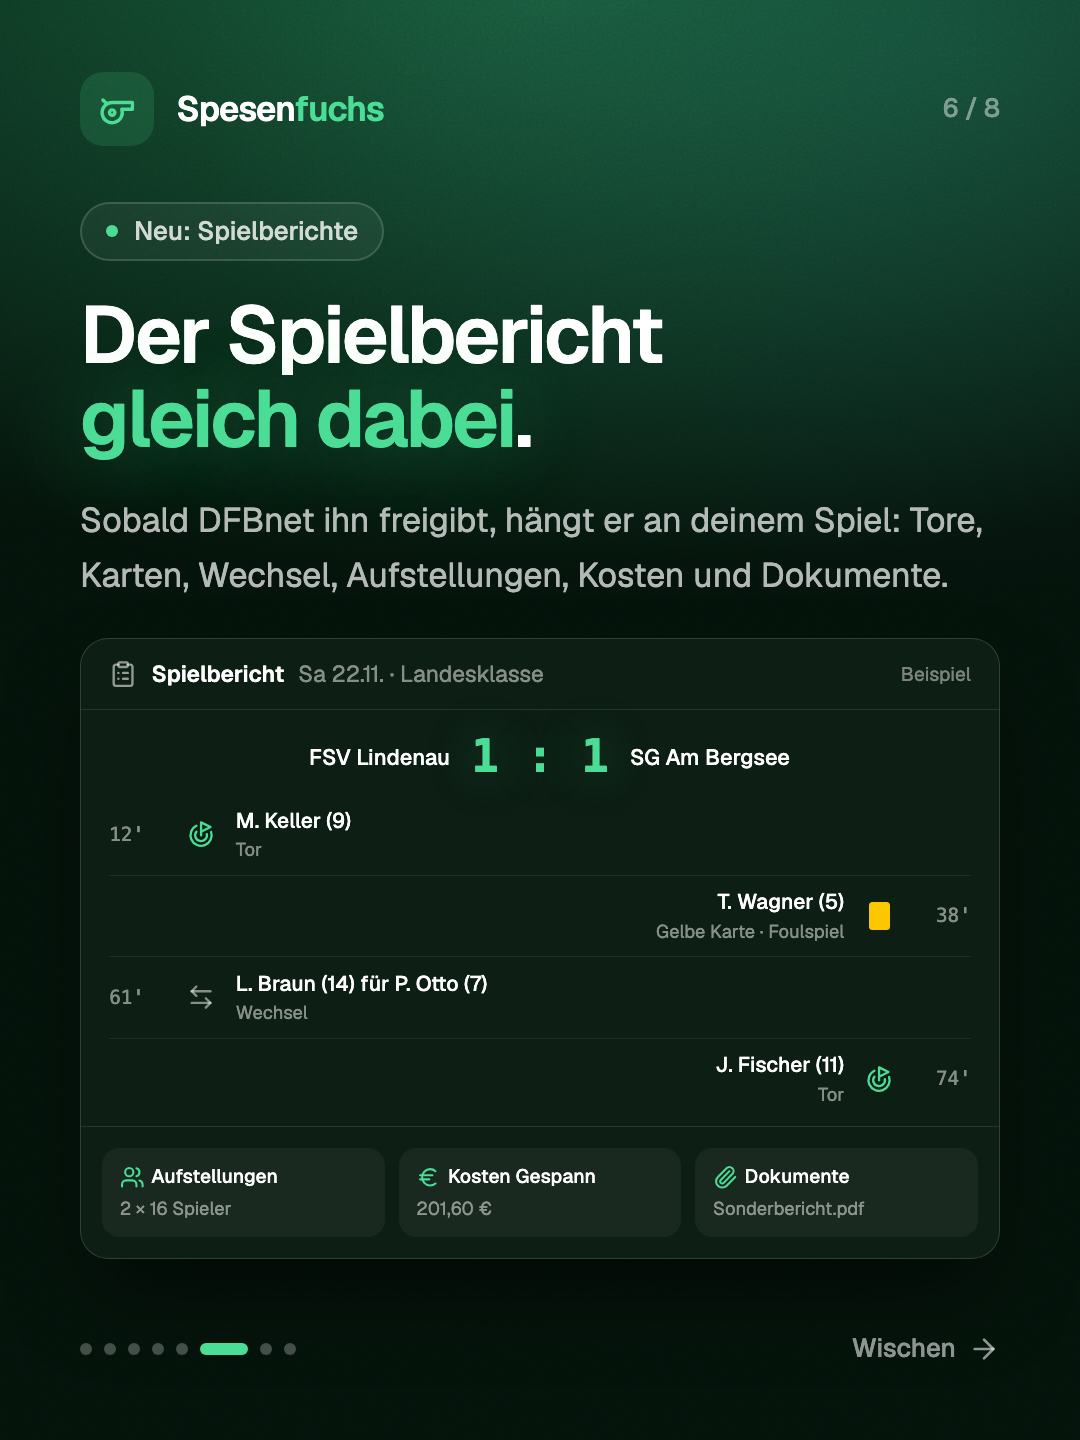 Spesenfuchs
6 / 8
Neu: Spielberichte
Der Spielbericht
gleich dabei.
Sobald DFBnet ihn freigibt, hängt er an deinem Spiel: Tore,
Karten, Wechsel, Aufstellungen, Kosten und Dokumente.
Spielbericht Sa 22.11. · Landesklasse Beispiel
FSV Lindenau 1 : 1 SG Am Bergsee
12' M. Keller (9)
Tor
T. Wagner (5) 38'
Gelbe Karte · Foulspiel
61' L. Braun (14) für P. Otto (7)
Wechsel
J. Fischer (11) 74'
Tor
Aufstellungen
2 × 16 Spieler
Kosten Gespann
201,60 €
Dokumente
Sonderbericht.pdf
Wischen →